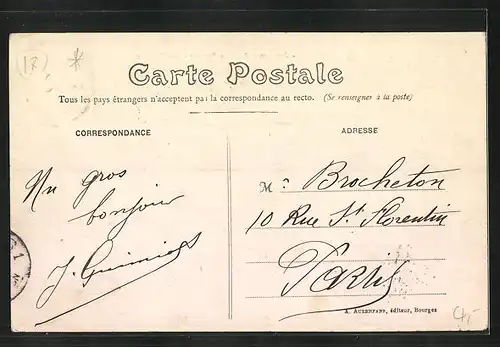 (17) *
Carte Postale
Tous les pays étrangers n'acceptent pas la correspondance au recto. (Se renseigner à la poste)
CORRESPONDANCE
Un gros
bonjour
ADRESSE
M. Brocheton
10 Rue St Florentin
Paris
A. AUXENFANS, éditeur, Bourges